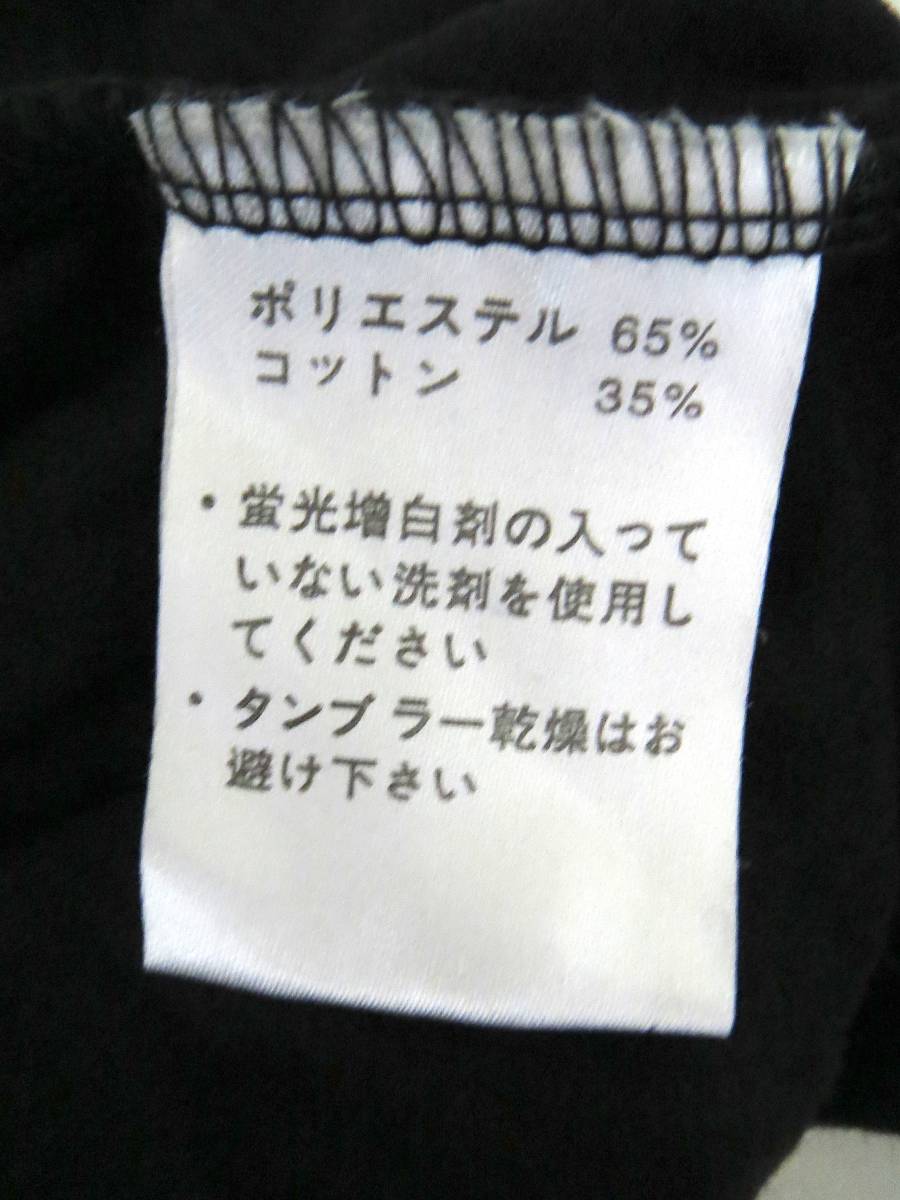 ポリエステル 65%
コットン 35%
・蛍光増白剤の入って
いない洗剤を使用し
てください
・タンブラー乾燥はお
避け下さい